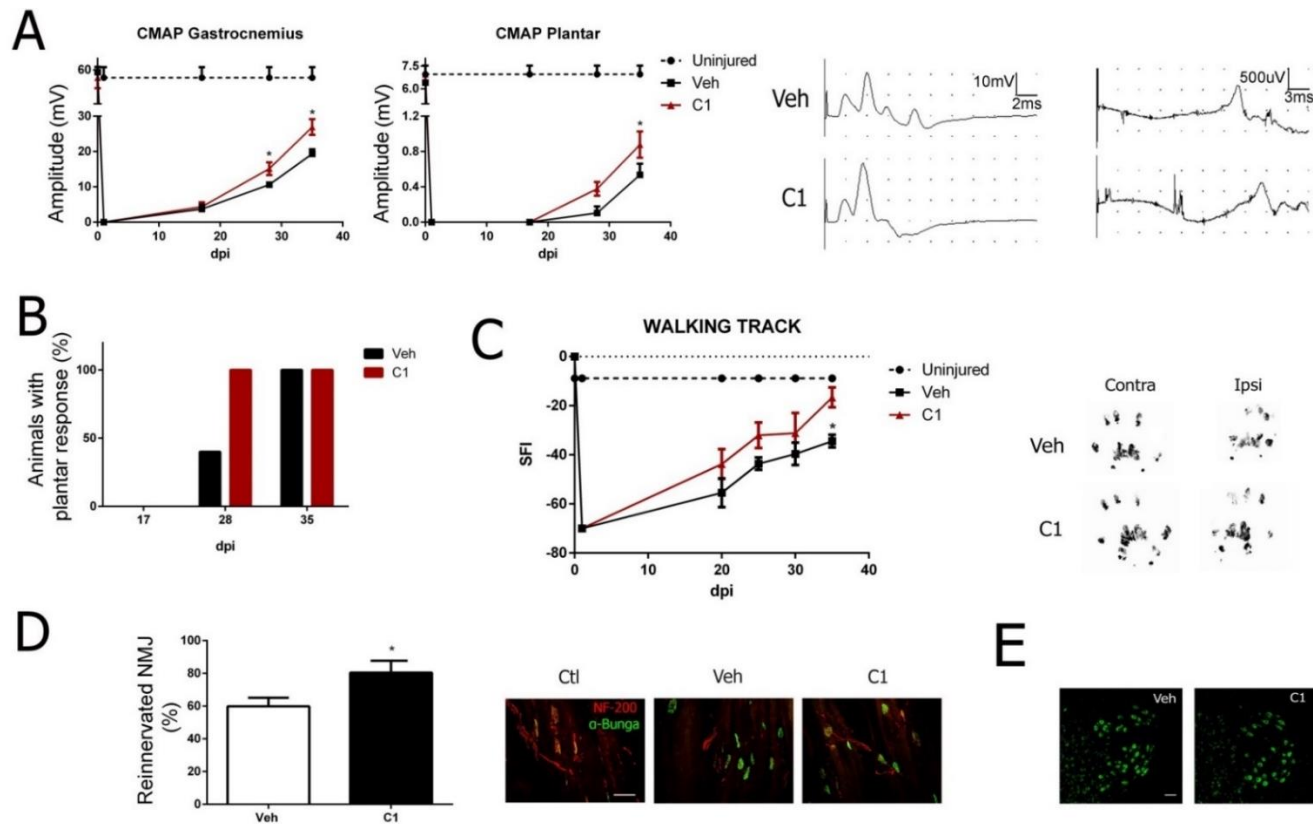 A
CMAP Gastrocnemius
Amplitude (mV)
60
50
40
30
20
10
0
0 10 20 30 40
dpi
* *
CMAP Plantar
Amplitude (mV)
7.5
6.0
1.2
0.8
0.4
0.0
0 10 20 30 40
dpi
*
Uninjured
Veh
C1
Veh
C1
10mV
2ms
500uV
3ms
B
Animals with
plantar response (%)
100
50
0
17 28 35
dpi
Veh
C1
C
WALKING TRACK
SFI
0
-20
-40
-60
-80
0 10 20 30 40
dpi
*
Uninjured
Veh
C1
Contra Ipsi
Veh
C1
D
Reinnervated NMJ
(%)
100
80
60
40
20
0
*
Veh C1
Ctl Veh C1
NF-200
α-Bunga
E
Veh C1